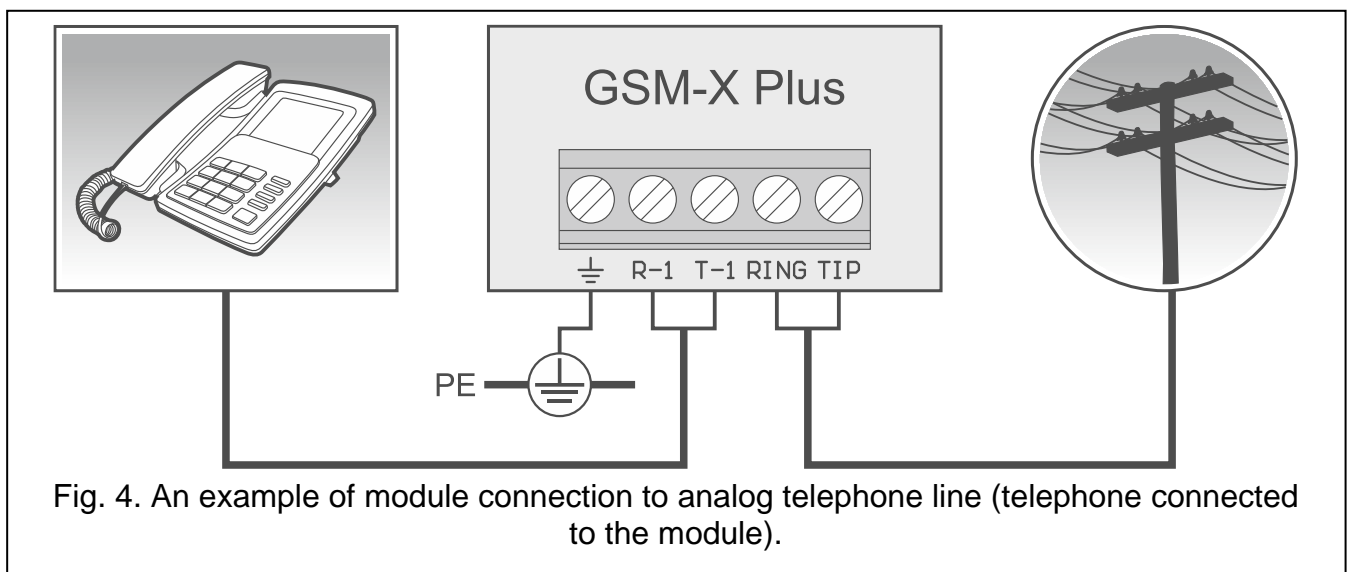 GSM-X Plus
R-1 T-1 RING TIP
PE
Fig. 4. An example of module connection to analog telephone line (telephone connected
to the module).